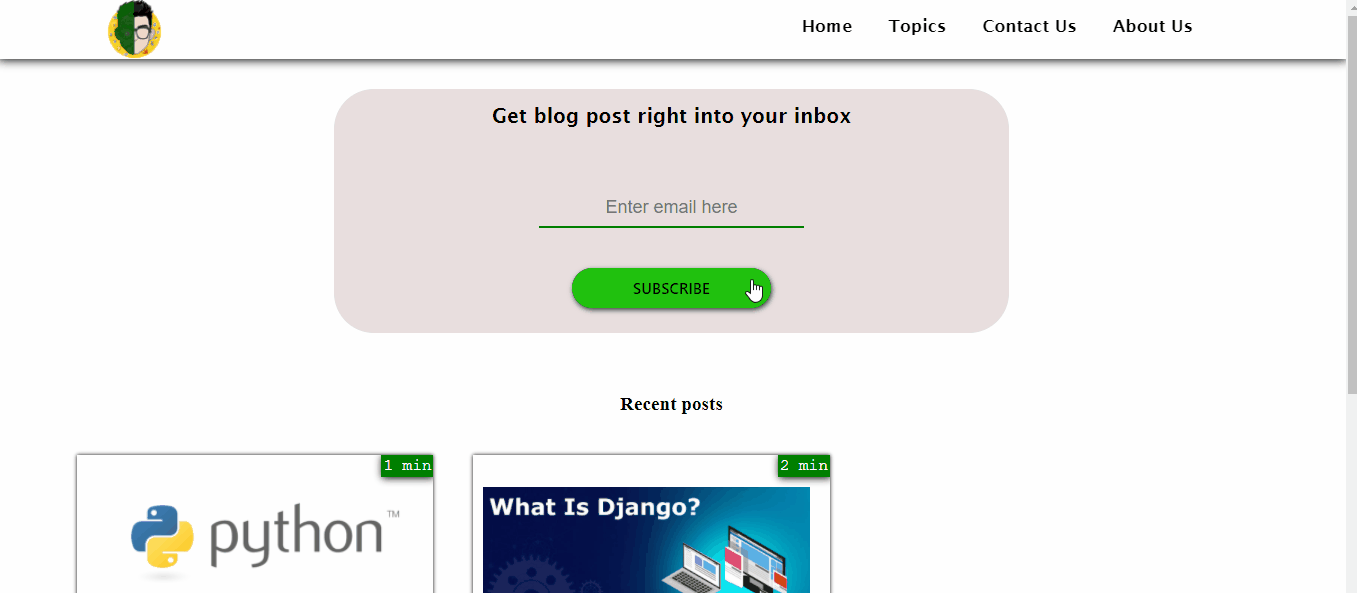 Home Topics Contact Us About Us
Get blog post right into your inbox
Enter email here
SUBSCRIBE
Recent posts
1 min
2 min
python™
What Is Django?